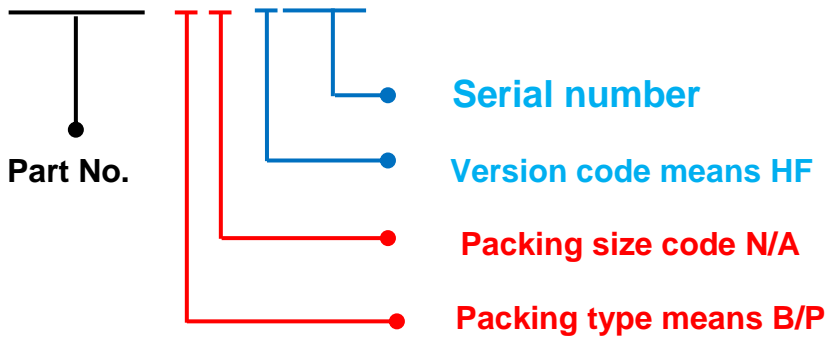 Serial number
Part No.
Version code means HF
Packing size code N/A
Packing type means B/P